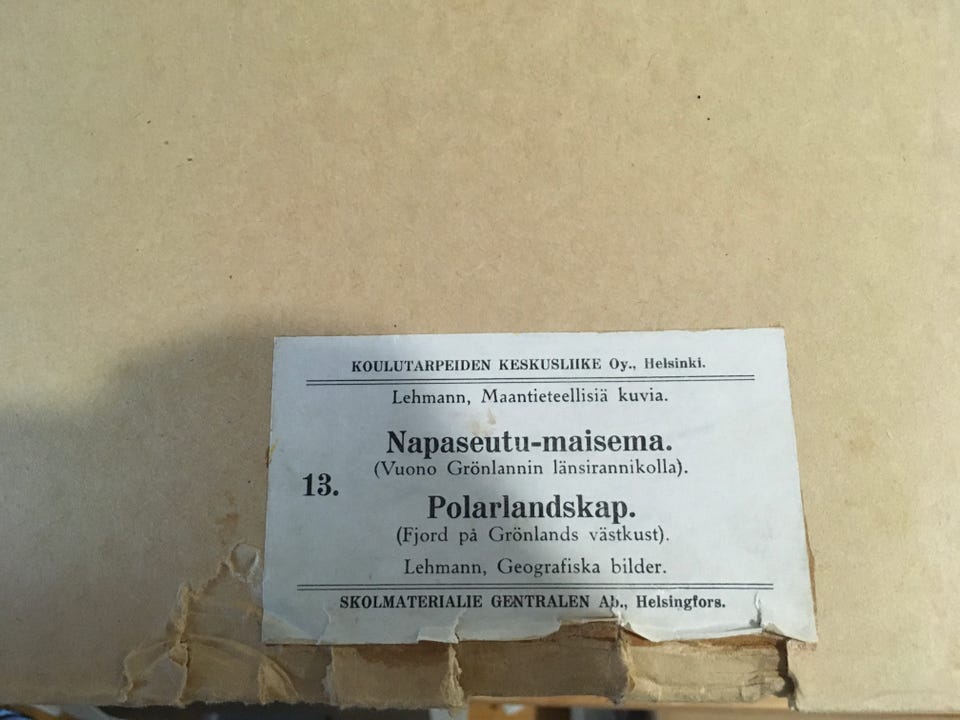 KOULUTARPEIDEN KESKUSLIIKE Oy., Helsinki.
Lehmann, Maantieteellisiä kuvia.
Napaseutu-maisema.
(Vuono Grönlannin länsirannikolla).
13.
Polarlandskap.
(Fjord på Grönlands västkust).
Lehmann, Geografiska bilder.
SKOLMATERIALIE GENTRALEN Ab., Helsingfors.